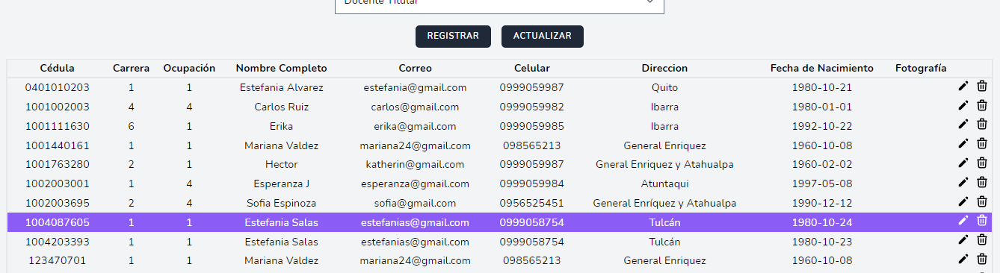 Docente Titular
REGISTRAR ACTUALIZAR
Cédula Carrera Ocupación Nombre Completo Correo Celular Direccion Fecha de Nacimiento Fotografía
0401010203 1 1 Estefania Alvarez estefania@gmail.com 0999059987 Quito 1980-10-21
1001002003 4 4 Carlos Ruiz carlos@gmail.com 0999059982 Ibarra 1980-01-01
1001111630 6 1 Erika erika@gmail.com 0999059985 Ibarra 1992-10-22
1001440161 1 1 Mariana Valdez mariana24@gmail.com 098565213 General Enriquez 1960-10-08
1001763280 2 1 Hector katherin@gmail.com 0999059987 Gneral Enriquez y Atahualpa 1960-02-02
1002003001 1 4 Esperanza J esperanza@gmail.com 0999059984 Atuntaqui 1997-05-08
1002003695 2 4 Sofia Espinoza sofia@gmail.com 0956525451 General Enríquez y Atahualpa 1990-12-12
1004087605 1 1 Estefania Salas estefanias@gmail.com 0999058754 Tulcán 1980-10-24
1004203393 1 1 Estefania Salas estefanias@gmail.com 0999058754 Tulcán 1980-10-23
123470701 1 1 Mariana Valdez mariana24@gmail.com 098565213 General Enriquez 1960-10-08